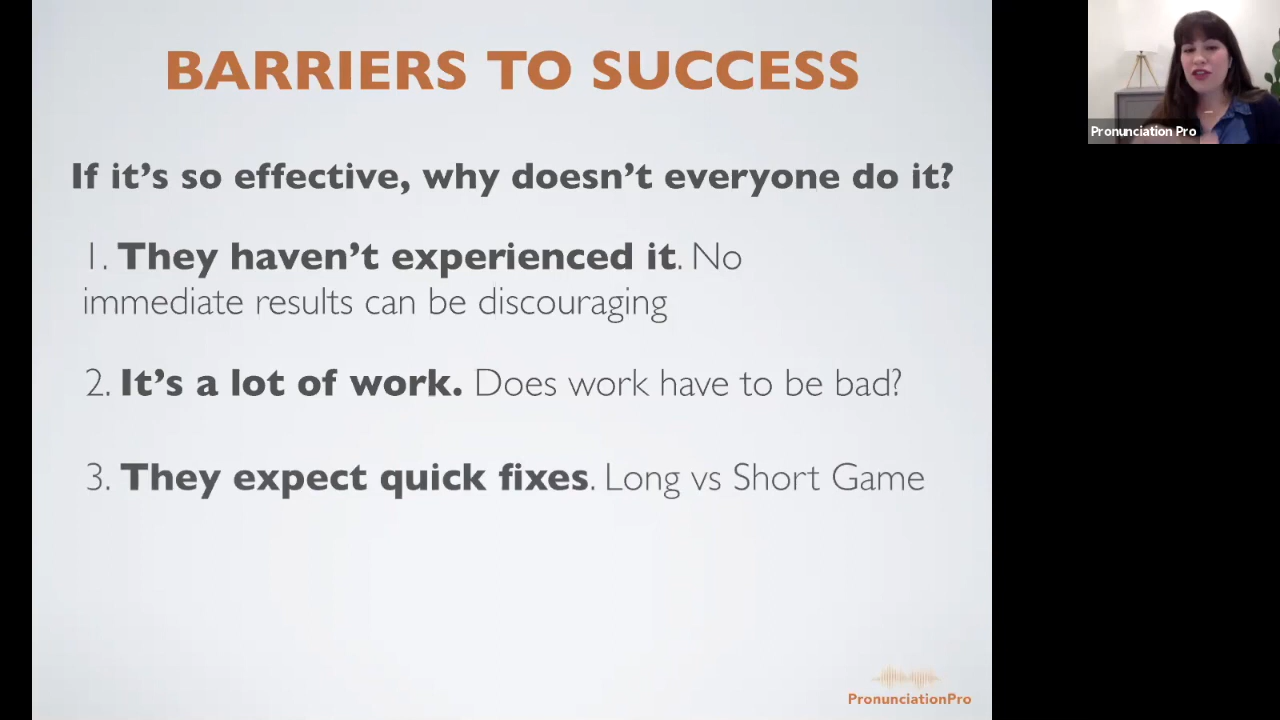 BARRIERS TO SUCCESS
If it’s so effective, why doesn’t everyone do it?
1. They haven’t experienced it. No
immediate results can be discouraging
2. It’s a lot of work. Does work have to be bad?
3. They expect quick fixes. Long vs Short Game
PronunciationPro
Pronunciation Pro